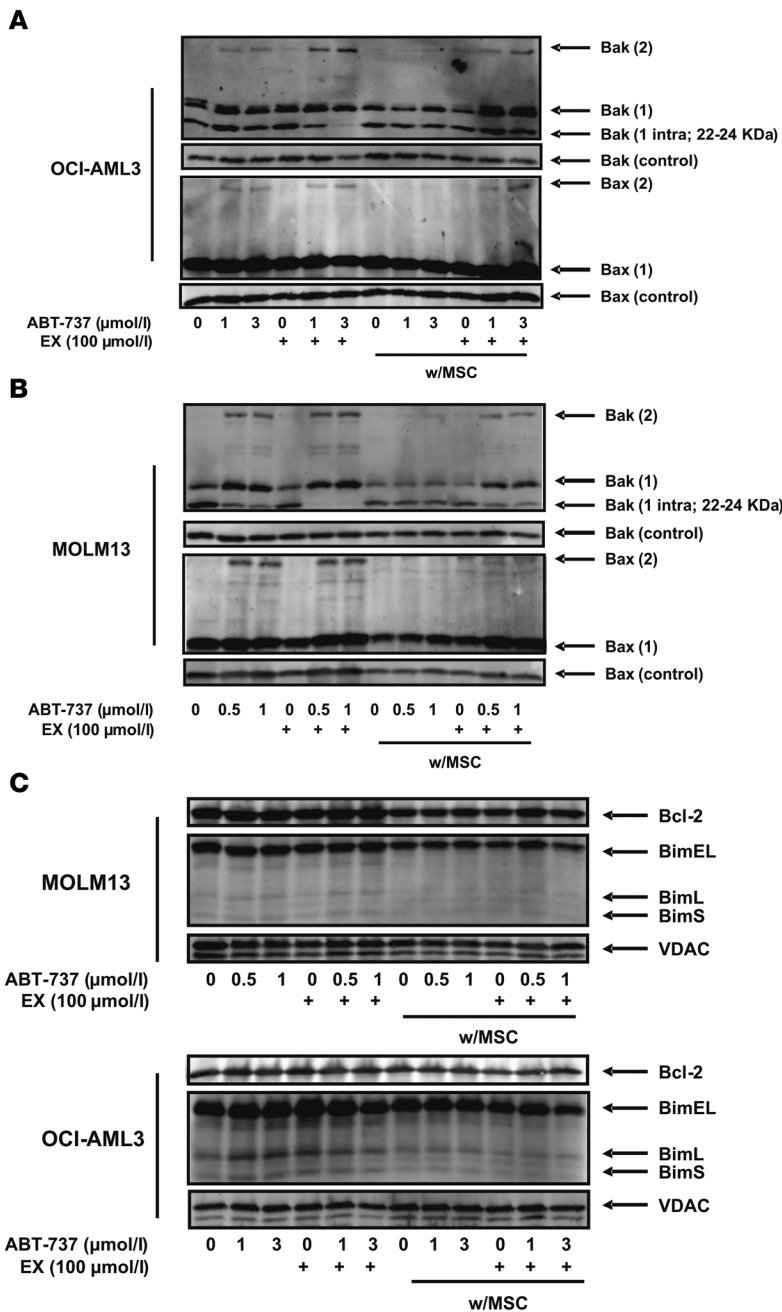 A
Bak (2)
Bak (1)
Bak (1 intra; 22-24 KDa)
OCI-AML3
Bak (control)
Bax (2)
Bax (1)
Bax (control)
ABT-737 (µmol/l) 0 1 3 0 1 3 0 1 3 0 1 3
EX (100 µmol/l) + + + + + +
w/MSC
B
Bak (2)
Bak (1)
Bak (1 intra; 22-24 KDa)
MOLM13
Bak (control)
Bax (2)
Bax (1)
Bax (control)
ABT-737 (µmol/l) 0 0.5 1 0 0.5 1 0 0.5 1 0 0.5 1
EX (100 µmol/l) + + + + + +
w/MSC
C
Bcl-2
BimEL
MOLM13
BimL
BimS
VDAC
ABT-737 (µmol/l) 0 0.5 1 0 0.5 1 0 0.5 1 0 0.5 1
EX (100 µmol/l) + + + + + +
w/MSC
Bcl-2
BimEL
OCI-AML3
BimL
BimS
VDAC
ABT-737 (µmol/l) 0 1 3 0 1 3 0 1 3 0 1 3
EX (100 µmol/l) + + + + + +
w/MSC